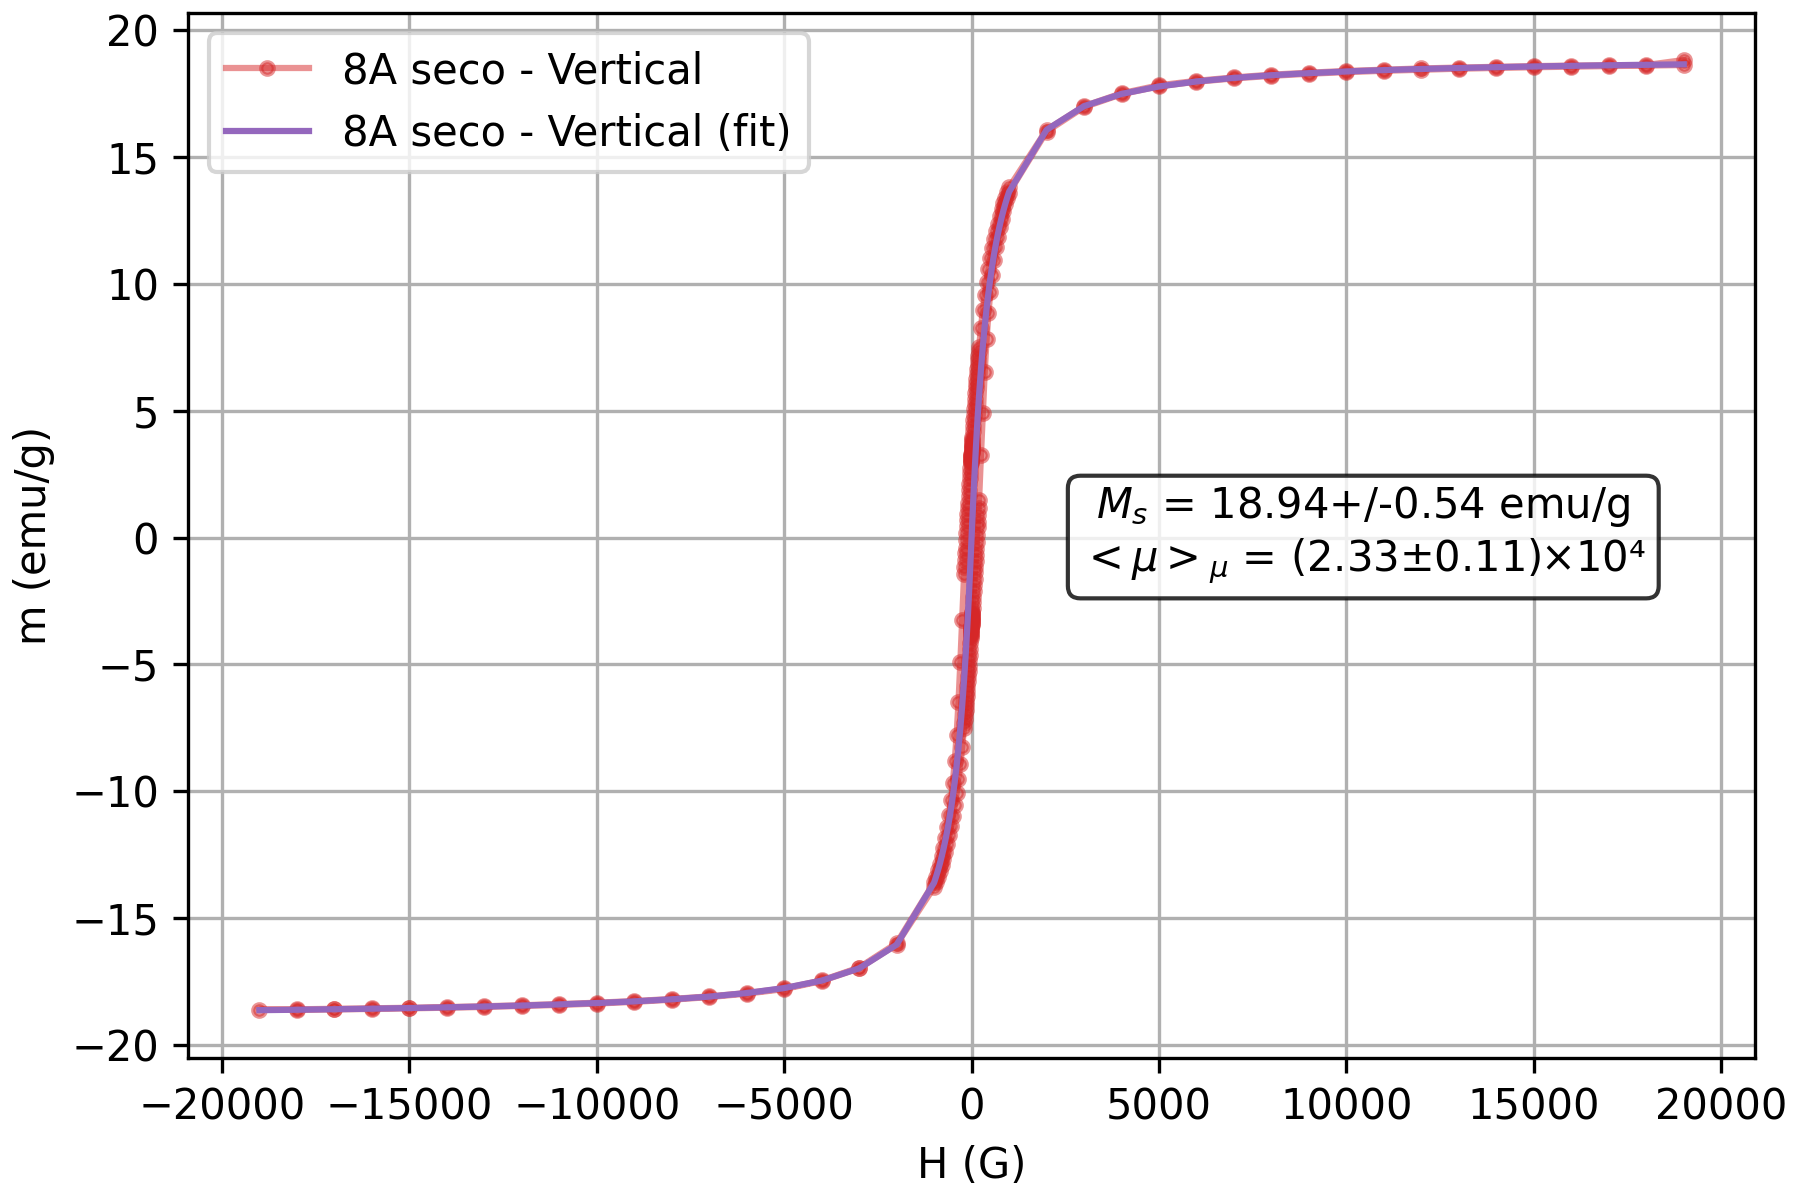 20
15
10
5
0
−5
−10
−15
−20
m (emu/g)
8A seco - Vertical
8A seco - Vertical (fit)
Mₛ = 18.94+/-0.54 emu/g
<μ>_μ = (2.33±0.11)×10⁴
−20000 −15000 −10000 −5000 0 5000 10000 15000 20000
H (G)